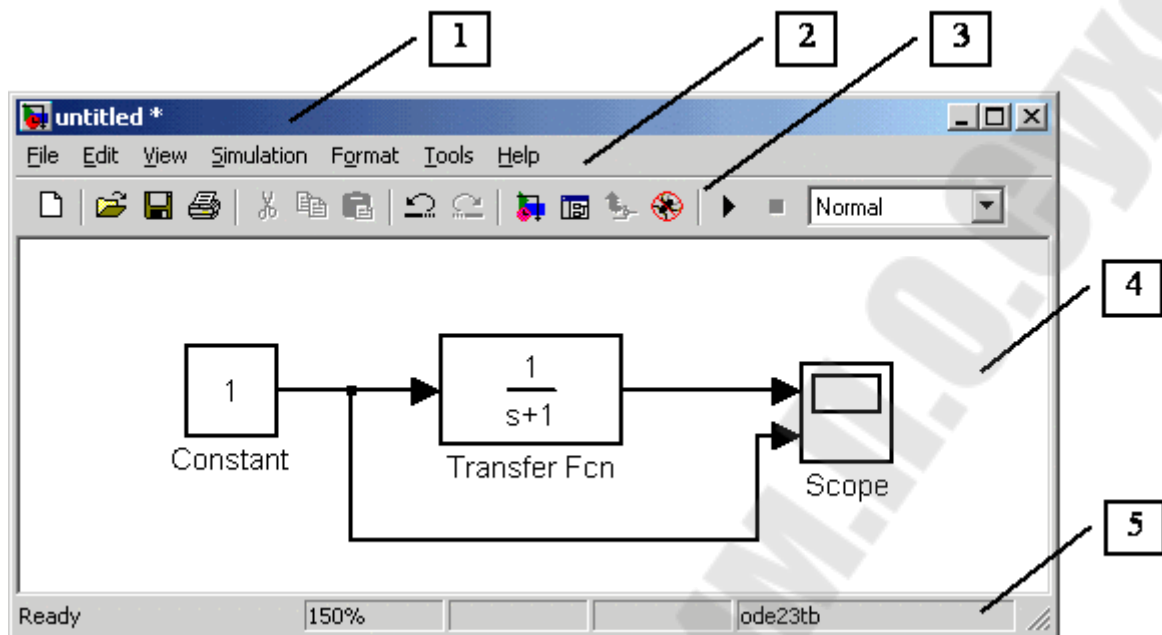 1 2 3
untitled *
File Edit View Simulation Format Tools Help
Normal
4
1
Constant
1
s+1
Transfer Fcn
Scope
5
Ready 150% ode23tb